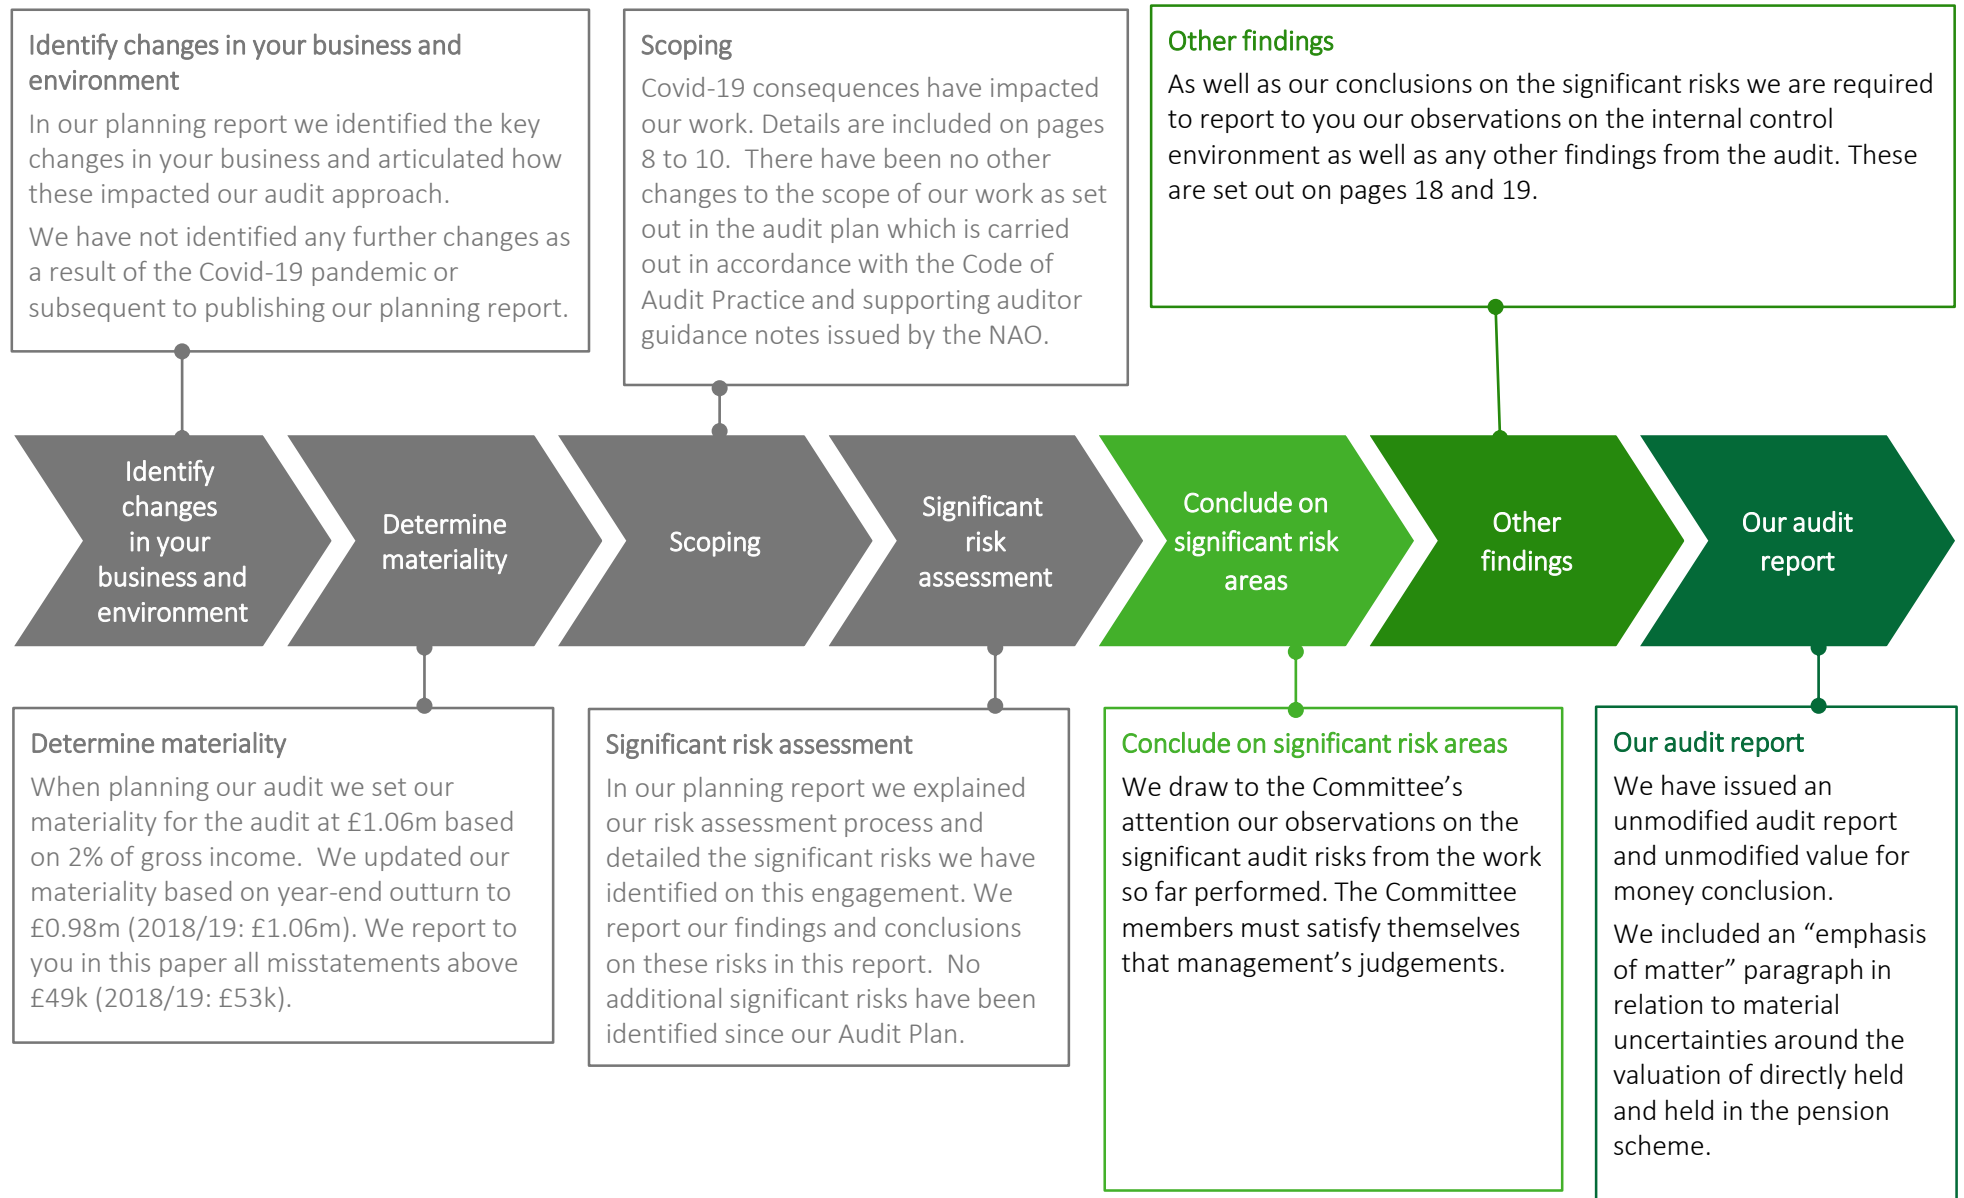 Identify changes in your business and
environment
In our planning report we identified the key
changes in your business and articulated how
these impacted our audit approach.
We have not identified any further changes as
a result of the Covid-19 pandemic or
subsequent to publishing our planning report.
Scoping
Covid-19 consequences have impacted
our work. Details are included on pages
8 to 10.  There have been no other
changes to the scope of our work as set
out in the audit plan which is carried
out in accordance with the Code of
Audit Practice and supporting auditor
guidance notes issued by the NAO.
Other findings
As well as our conclusions on the significant risks we are required
to report to you our observations on the internal control
environment as well as any other findings from the audit. These
are set out on pages 18 and 19.
Identify
changes
in your
business and
environment
Determine
materiality
Scoping
Significant
risk
assessment
Conclude on
significant risk
areas
Other
findings
Our audit
report
Determine materiality
When planning our audit we set our
materiality for the audit at £1.06m based
on 2% of gross income.  We updated our
materiality based on year-end outturn to
£0.98m (2018/19: £1.06m). We report to
you in this paper all misstatements above
£49k (2018/19: £53k).
Significant risk assessment
In our planning report we explained
our risk assessment process and
detailed the significant risks we have
identified on this engagement. We
report our findings and conclusions
on these risks in this report.  No
additional significant risks have been
identified since our Audit Plan.
Conclude on significant risk areas
We draw to the Committee’s
attention our observations on the
significant audit risks from the work
so far performed. The Committee
members must satisfy themselves
that management’s judgements.
Our audit report
We have issued an
unmodified audit report
and unmodified value for
money conclusion.
We included an “emphasis
of matter” paragraph in
relation to material
uncertainties around the
valuation of directly held
and held in the pension
scheme.